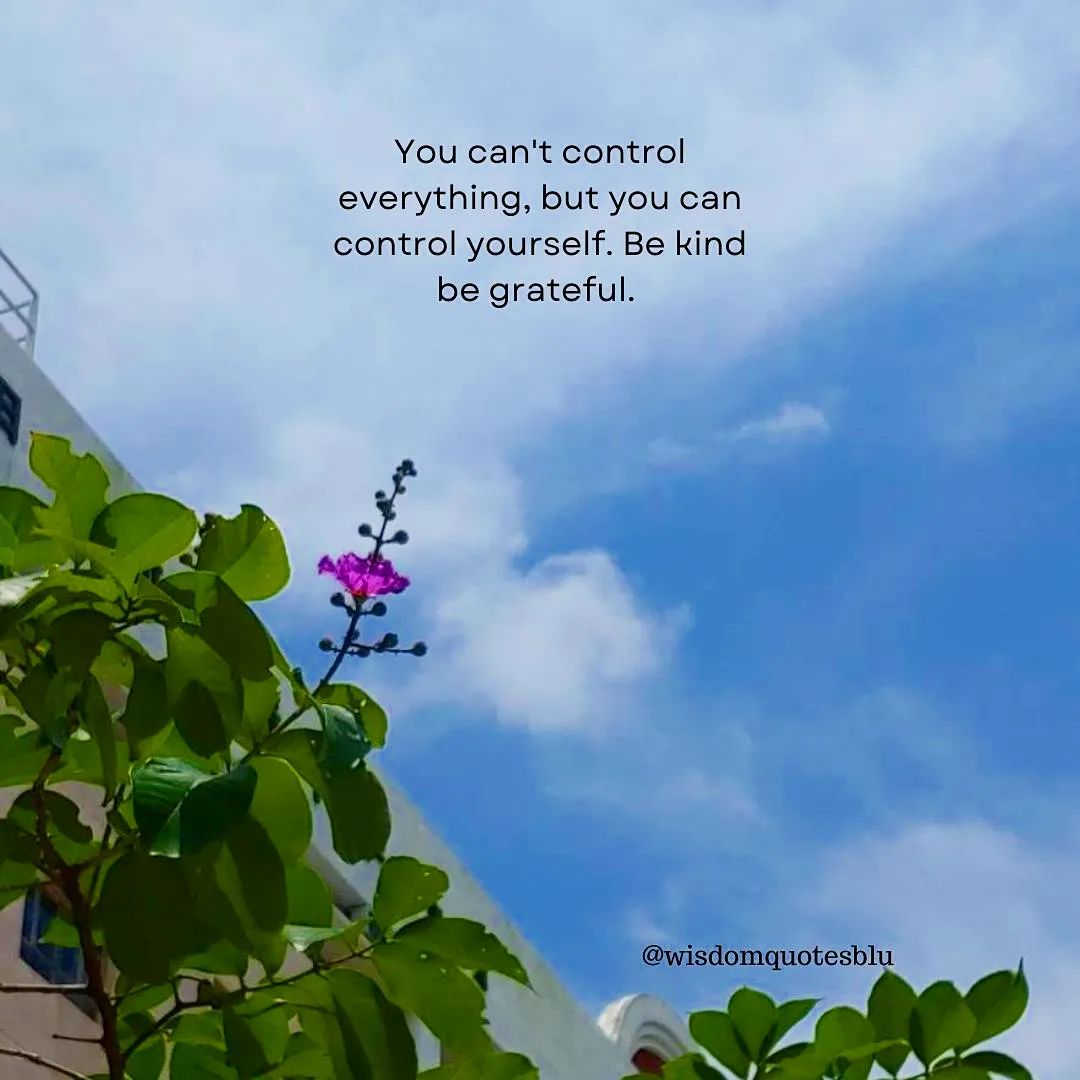 You can't control
everything, but you can
control yourself. Be kind
be grateful.
@wisdomquotesblu